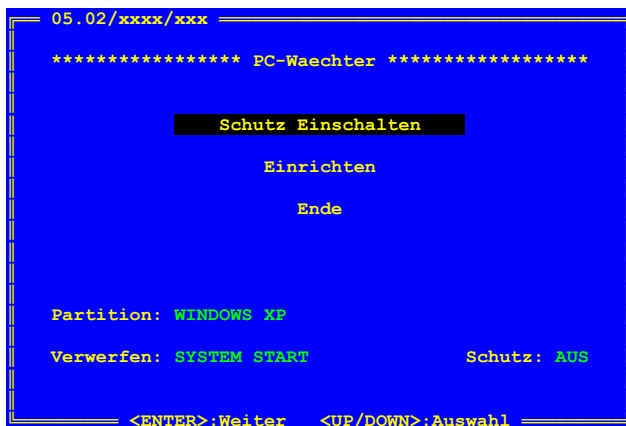 05.02/xxxx/xxx
***************** PC-Waechter ******************
Schutz Einschalten
Einrichten
Ende
Partition: WINDOWS XP
Verwerfen: SYSTEM START Schutz: AUS
<ENTER>:Weiter <UP/DOWN>:Auswahl